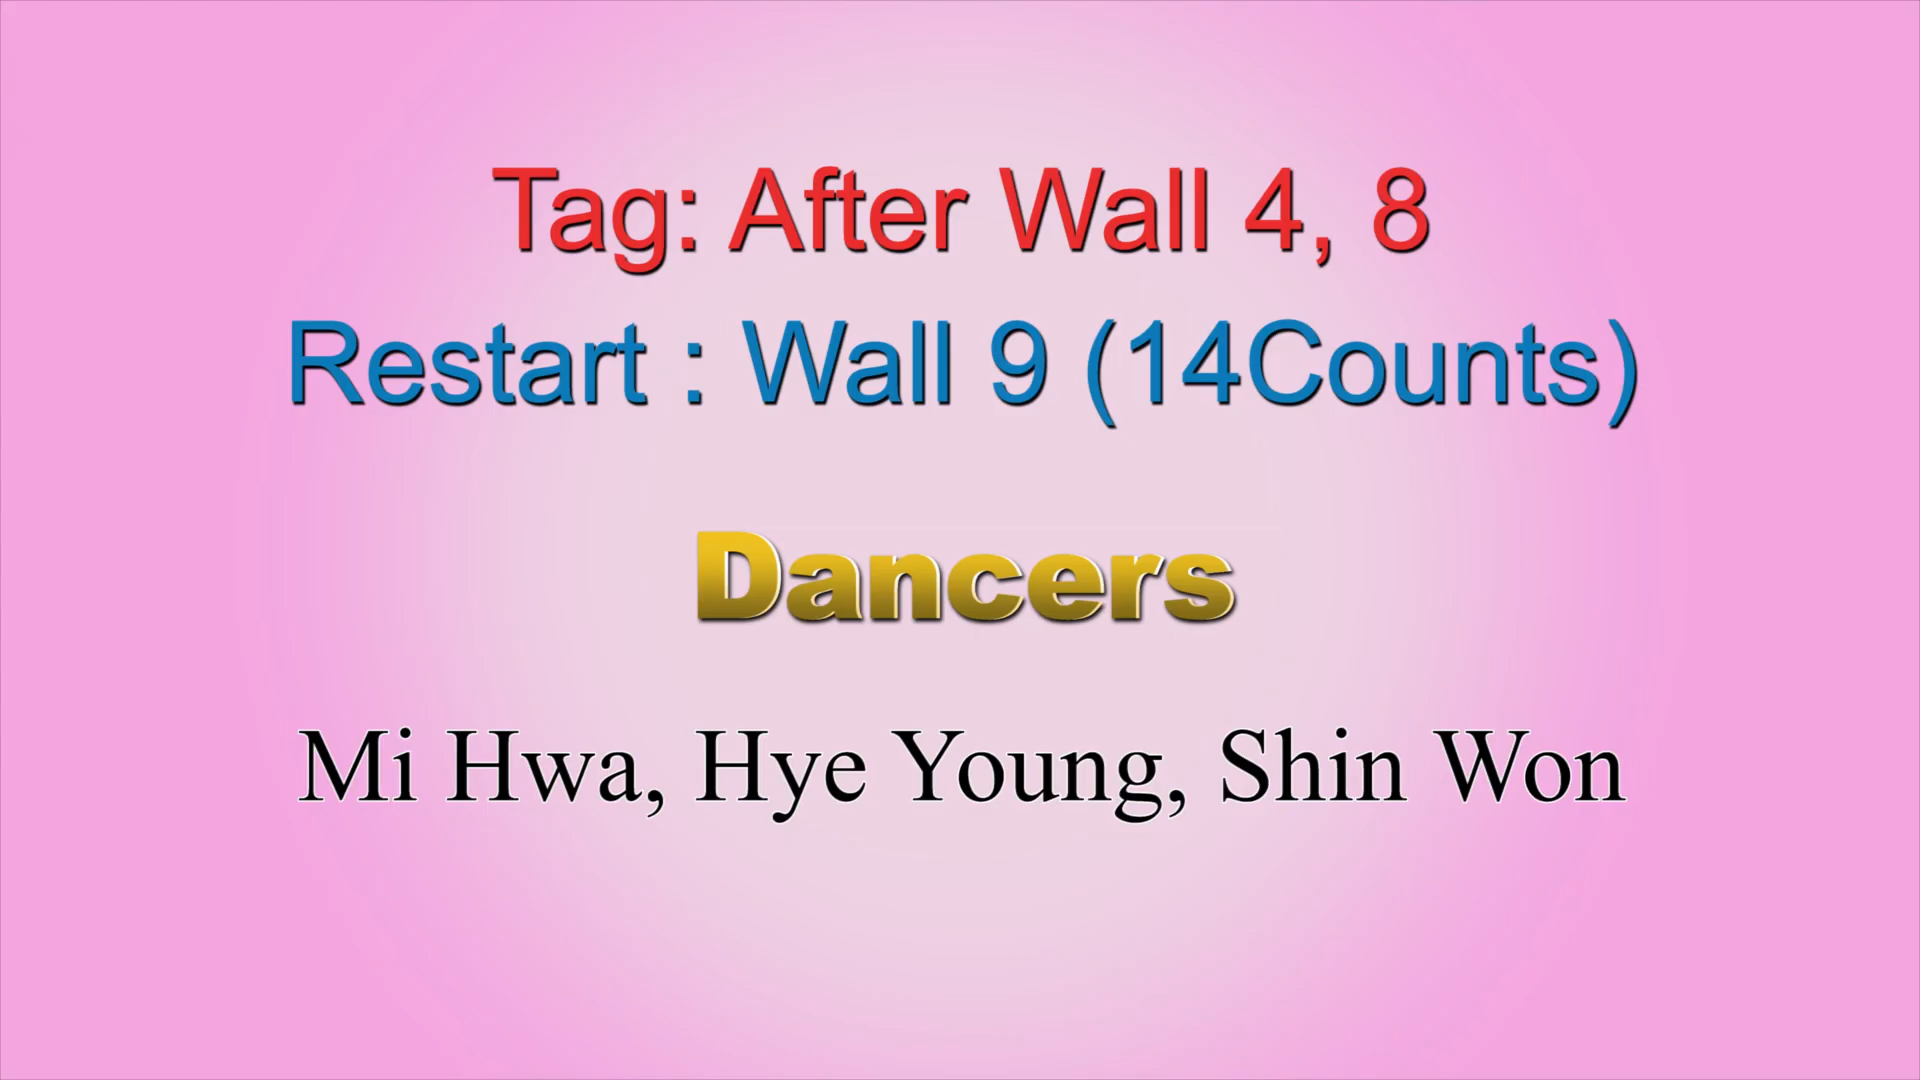 Tag: After Wall 4, 8
Restart : Wall 9 (14Counts)
Dancers
Mi Hwa, Hye Young, Shin Won